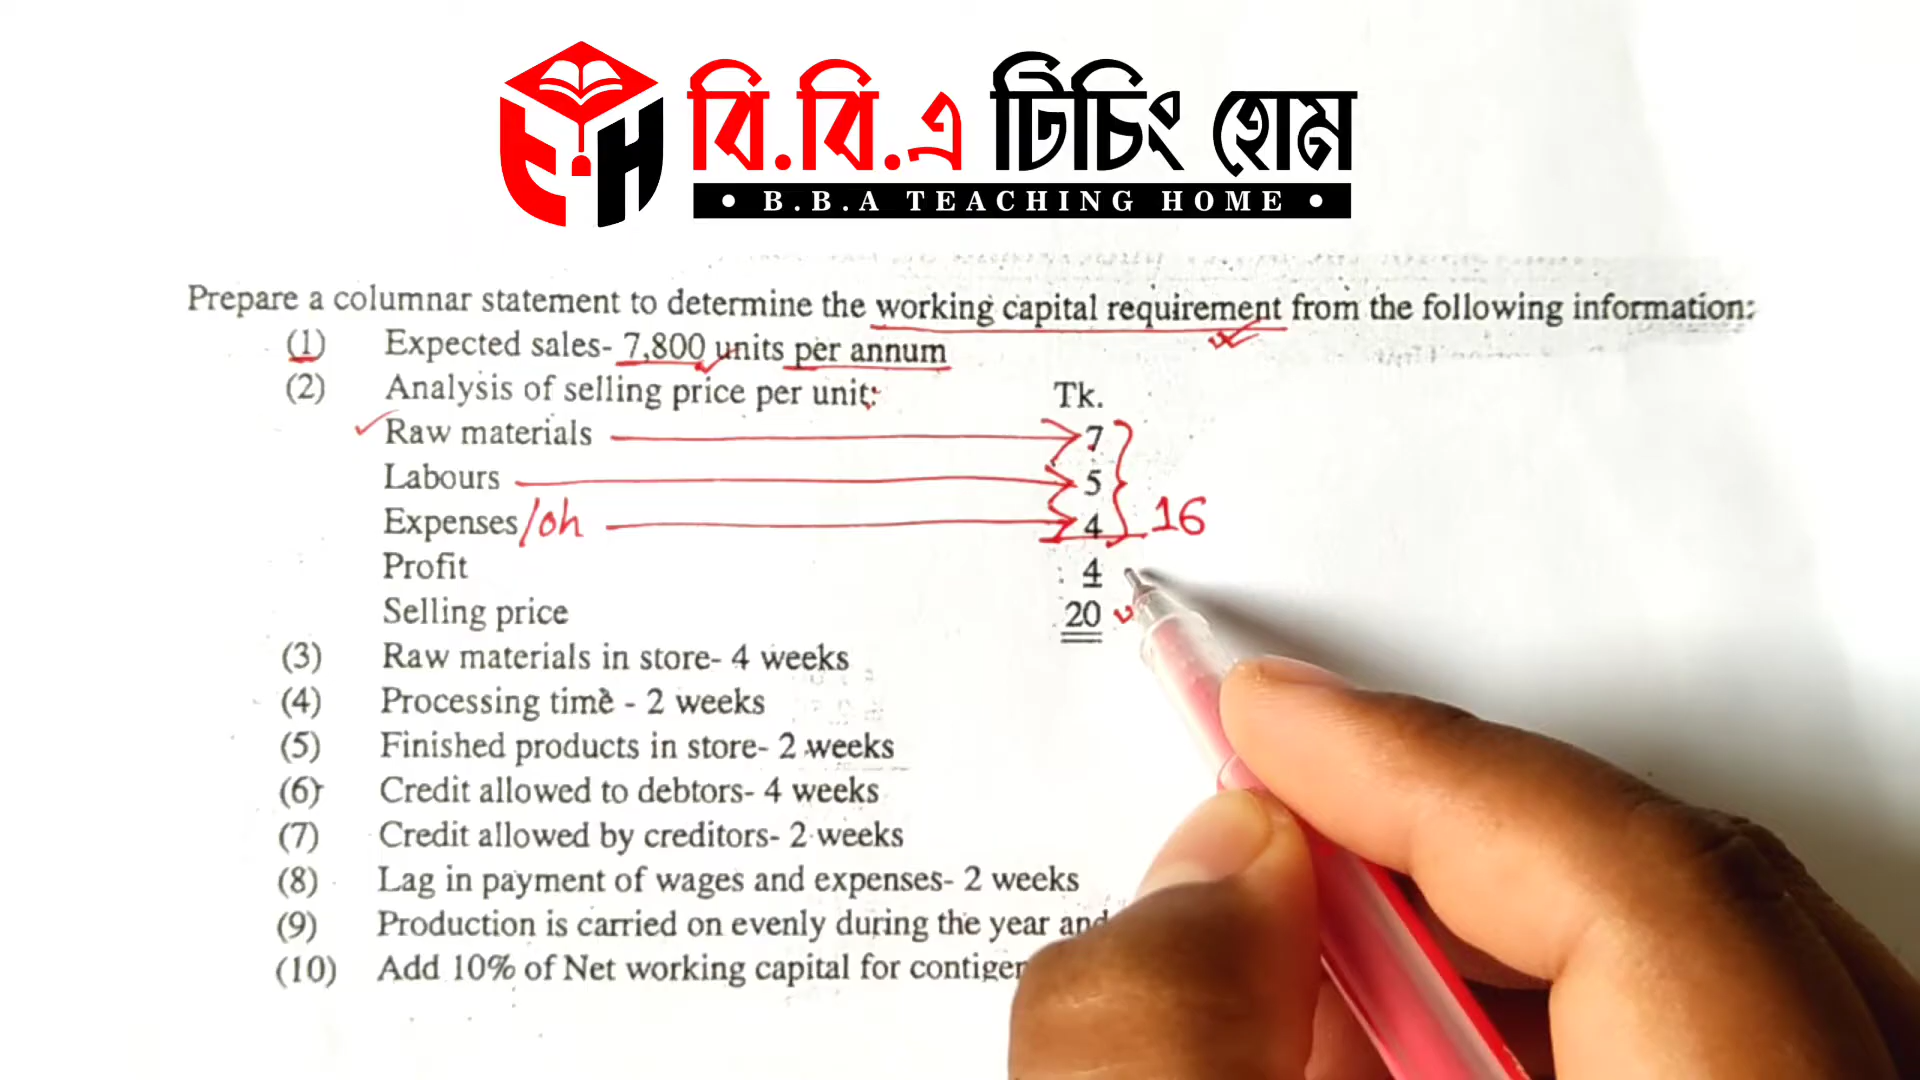 বি.বি.এ টিচিং হোম
• B.B.A TEACHING HOME •
Prepare a columnar statement to determine the working capital requirement from the following information:
(1) Expected sales- 7,800 units per annum
(2) Analysis of selling price per unit: Tk.
Raw materials 7
Labours 5
Expenses/oh 4 16
Profit 4
Selling price 20
(3) Raw materials in store- 4 weeks
(4) Processing time - 2 weeks
(5) Finished products in store- 2 weeks
(6) Credit allowed to debtors- 4 weeks
(7) Credit allowed by creditors- 2 weeks
(8) Lag in payment of wages and expenses- 2 weeks
(9) Production is carried on evenly during the year and
(10) Add 10% of Net working capital for